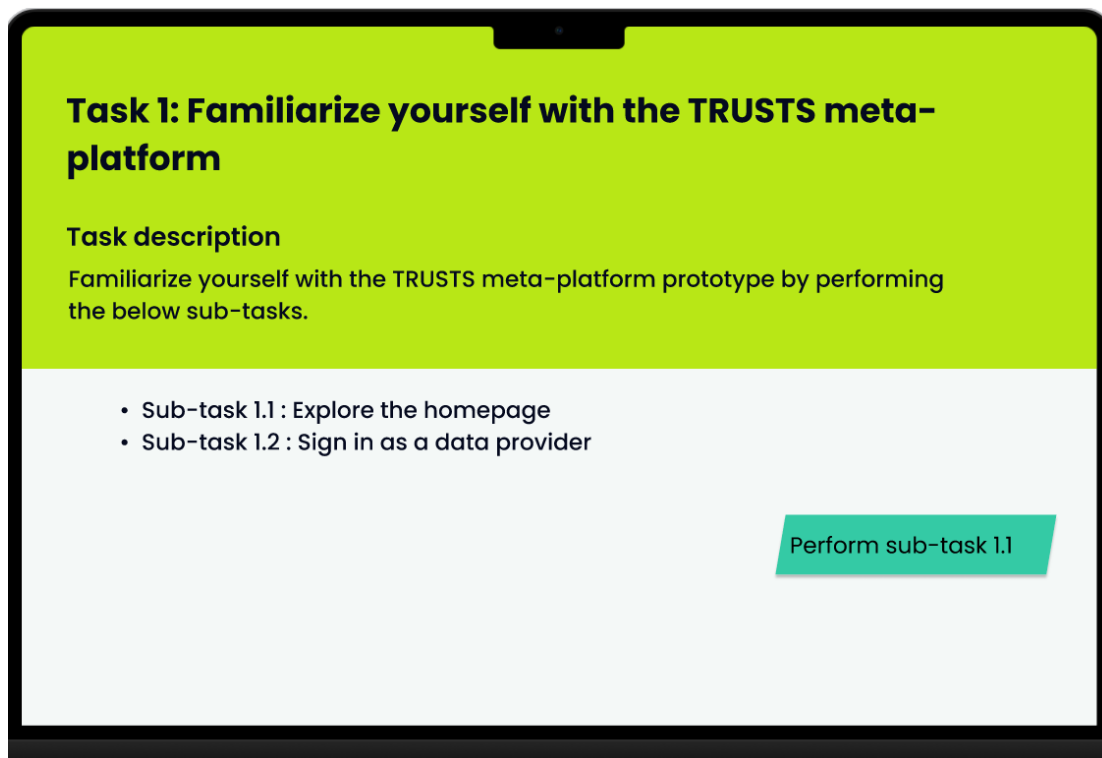 Task 1: Familiarize yourself with the TRUSTS meta-
platform
Task description
Familiarize yourself with the TRUSTS meta-platform prototype by performing
the below sub-tasks.
• Sub-task 1.1 : Explore the homepage
• Sub-task 1.2 : Sign in as a data provider
Perform sub-task 1.1